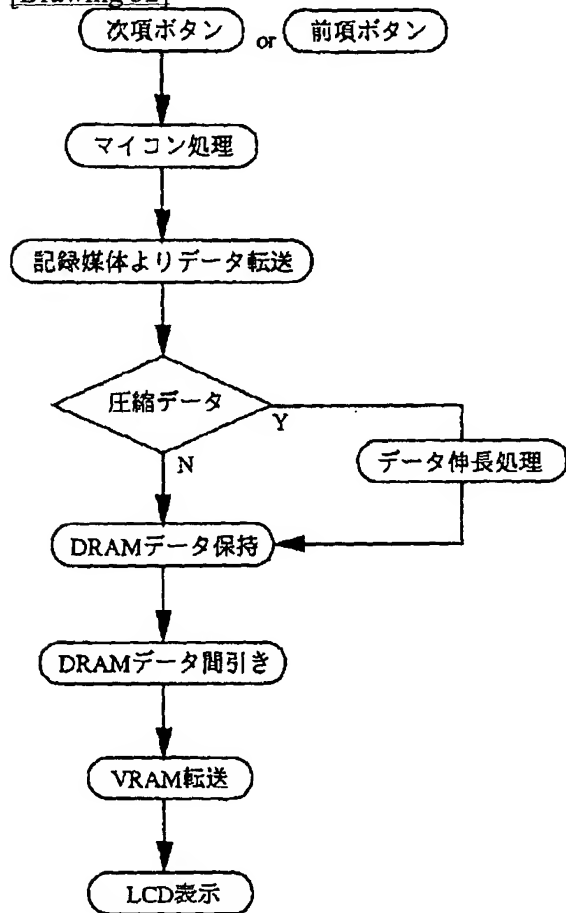 次項ボタン or 前項ボタン
マイコン処理
記録媒体よりデータ転送
圧縮データ
Y
N
データ伸長処理
DRAMデータ保持
DRAMデータ間引き
VRAM転送
LCD表示